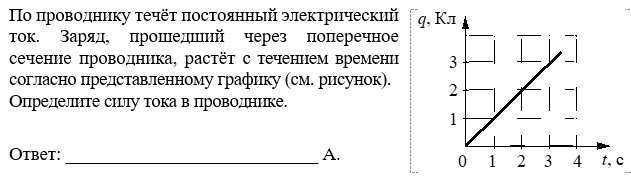 По проводнику течёт постоянный электрический
ток. Заряд, прошедший через поперечное
сечение проводника, растёт с течением времени
согласно представленному графику (см. рисунок).
Определите силу тока в проводнике.
Ответ: ____________________________ А.
q, Кл
3
2
1
0 1 2 3 4 t, с